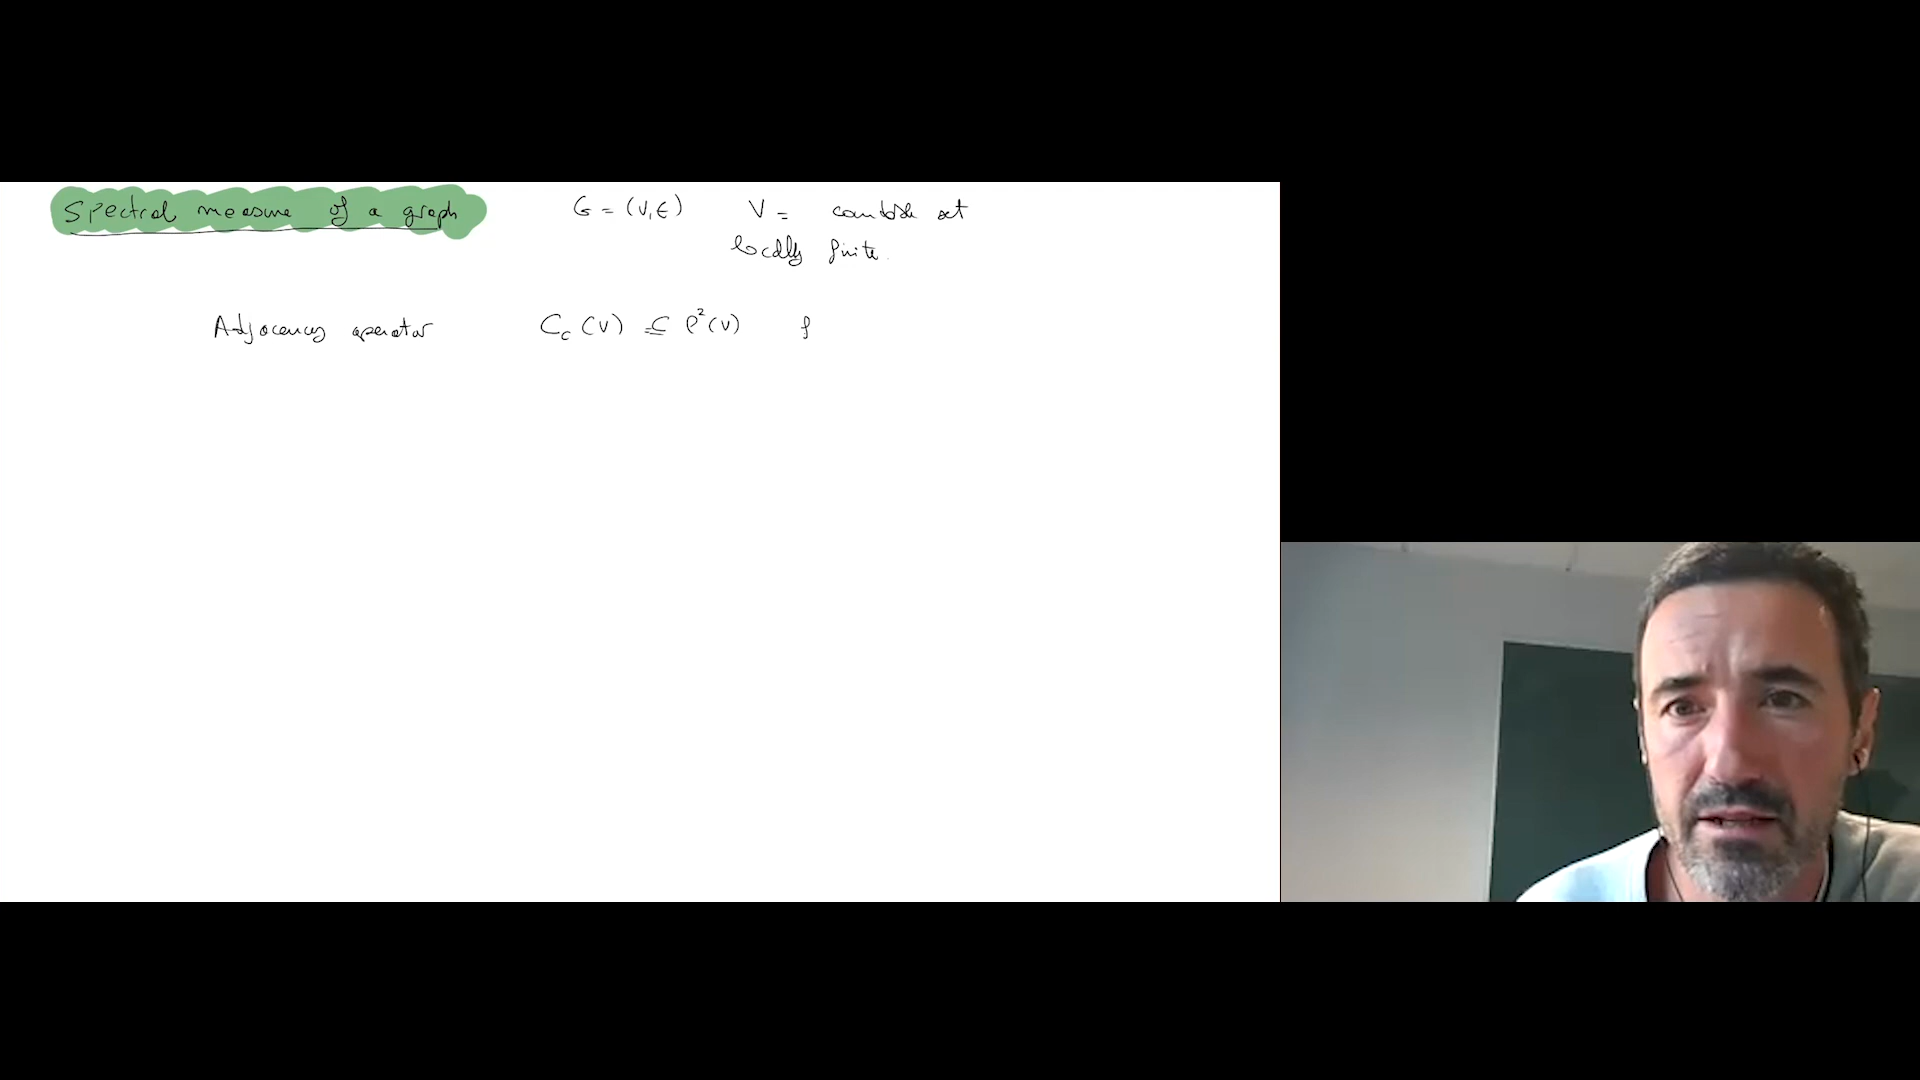 Spectral measure of a graph G = (V, E) V = countable set
locally finite.
Adjacency operator C_c(V) ⊆ ℓ²(V) f